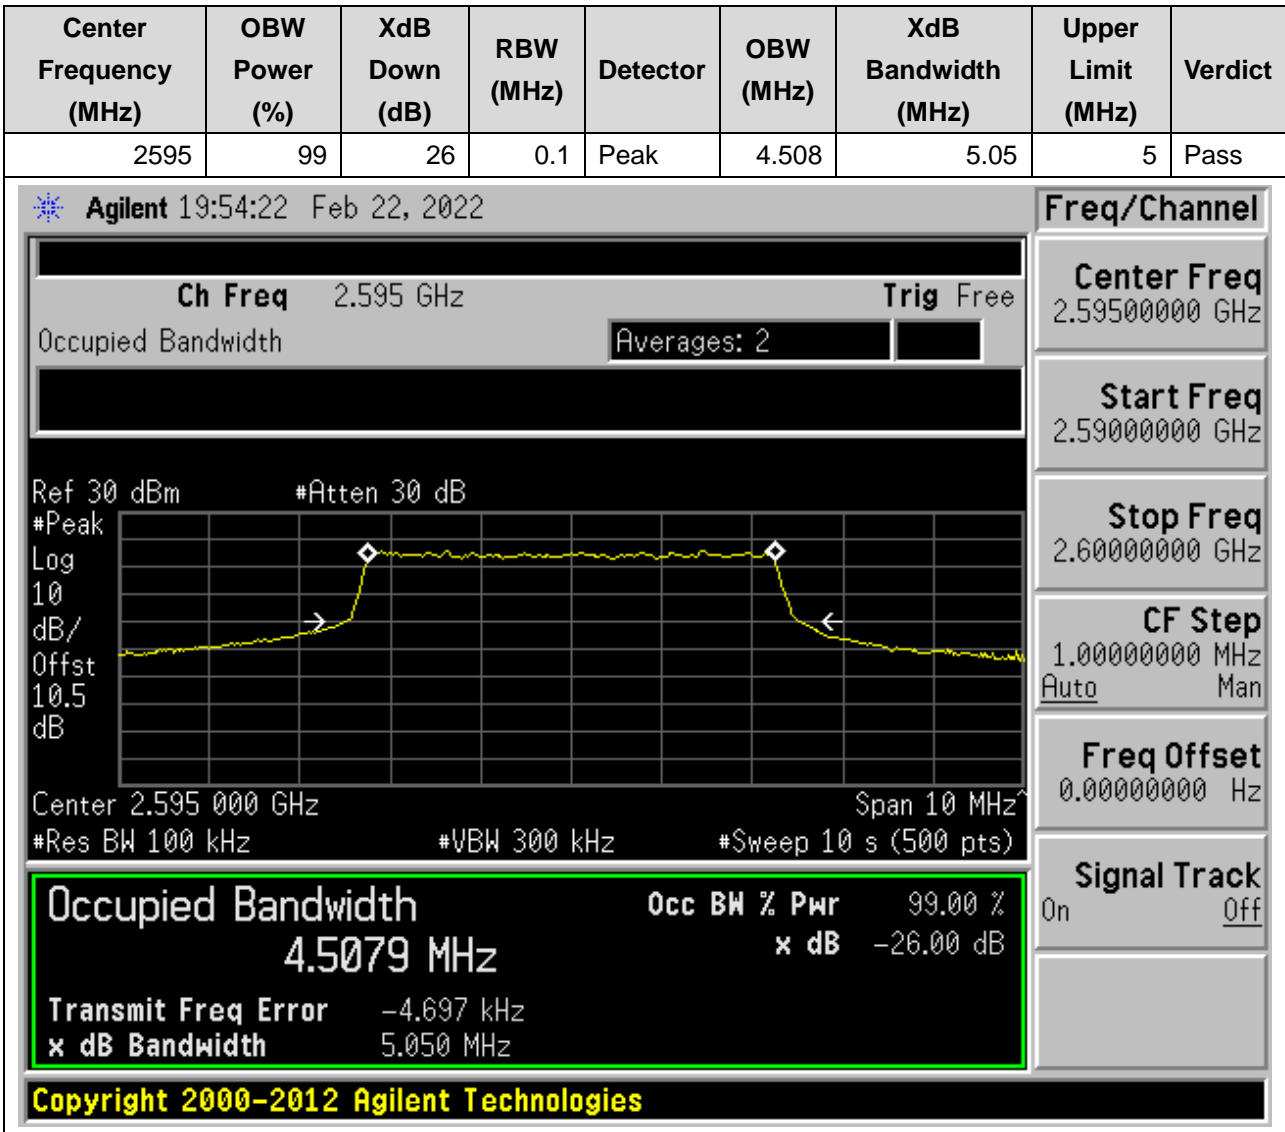 Center Frequency (MHz) OBW Power (%) XdB Down (dB) RBW (MHz) Detector OBW (MHz) XdB Bandwidth (MHz) Upper Limit (MHz) Verdict
2595 99 26 0.1 Peak 4.508 5.05 5 Pass
Agilent 19:54:22 Feb 22, 2022
Freq/Channel
Ch Freq 2.595 GHz Trig Free
Occupied Bandwidth Averages: 2
Center Freq
2.59500000 GHz
Start Freq
2.59000000 GHz
Stop Freq
2.60000000 GHz
CF Step
1.00000000 MHz
Auto Man
Freq Offset
0.00000000 Hz
Signal Track
On Off
Ref 30 dBm #Atten 30 dB
#Peak
Log
10
dB/
Offst
10.5
dB
Center 2.595 000 GHz Span 10 MHz^
#Res BW 100 kHz #VBW 300 kHz #Sweep 10 s (500 pts)
Occupied Bandwidth Occ BW % Pwr 99.00 %
4.5079 MHz x dB -26.00 dB
Transmit Freq Error -4.697 kHz
x dB Bandwidth 5.050 MHz
Copyright 2000-2012 Agilent Technologies